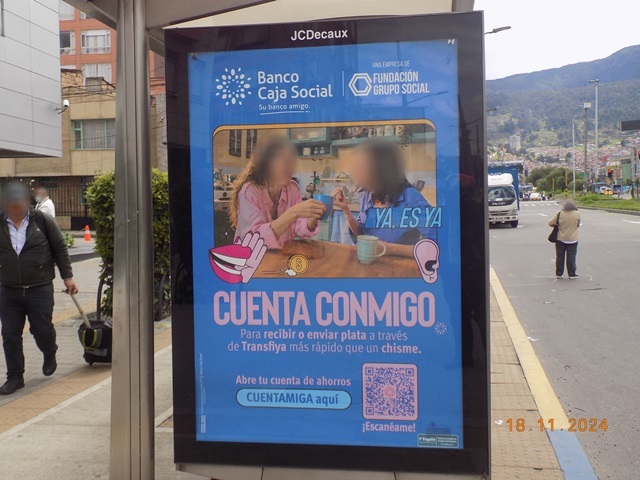 JCDecaux
Banco
Caja Social
Su banco amigo.
UNA EMPRESA DE
FUNDACIÓN
GRUPO SOCIAL
YA, ES YA
CUENTA CONMIGO
Para recibir o enviar plata a través
de Transfiya más rápido que un chisme.
Abre tu cuenta de ahorros
CUENTAMIGA aquí
¡Escanéame!
18.11.2024